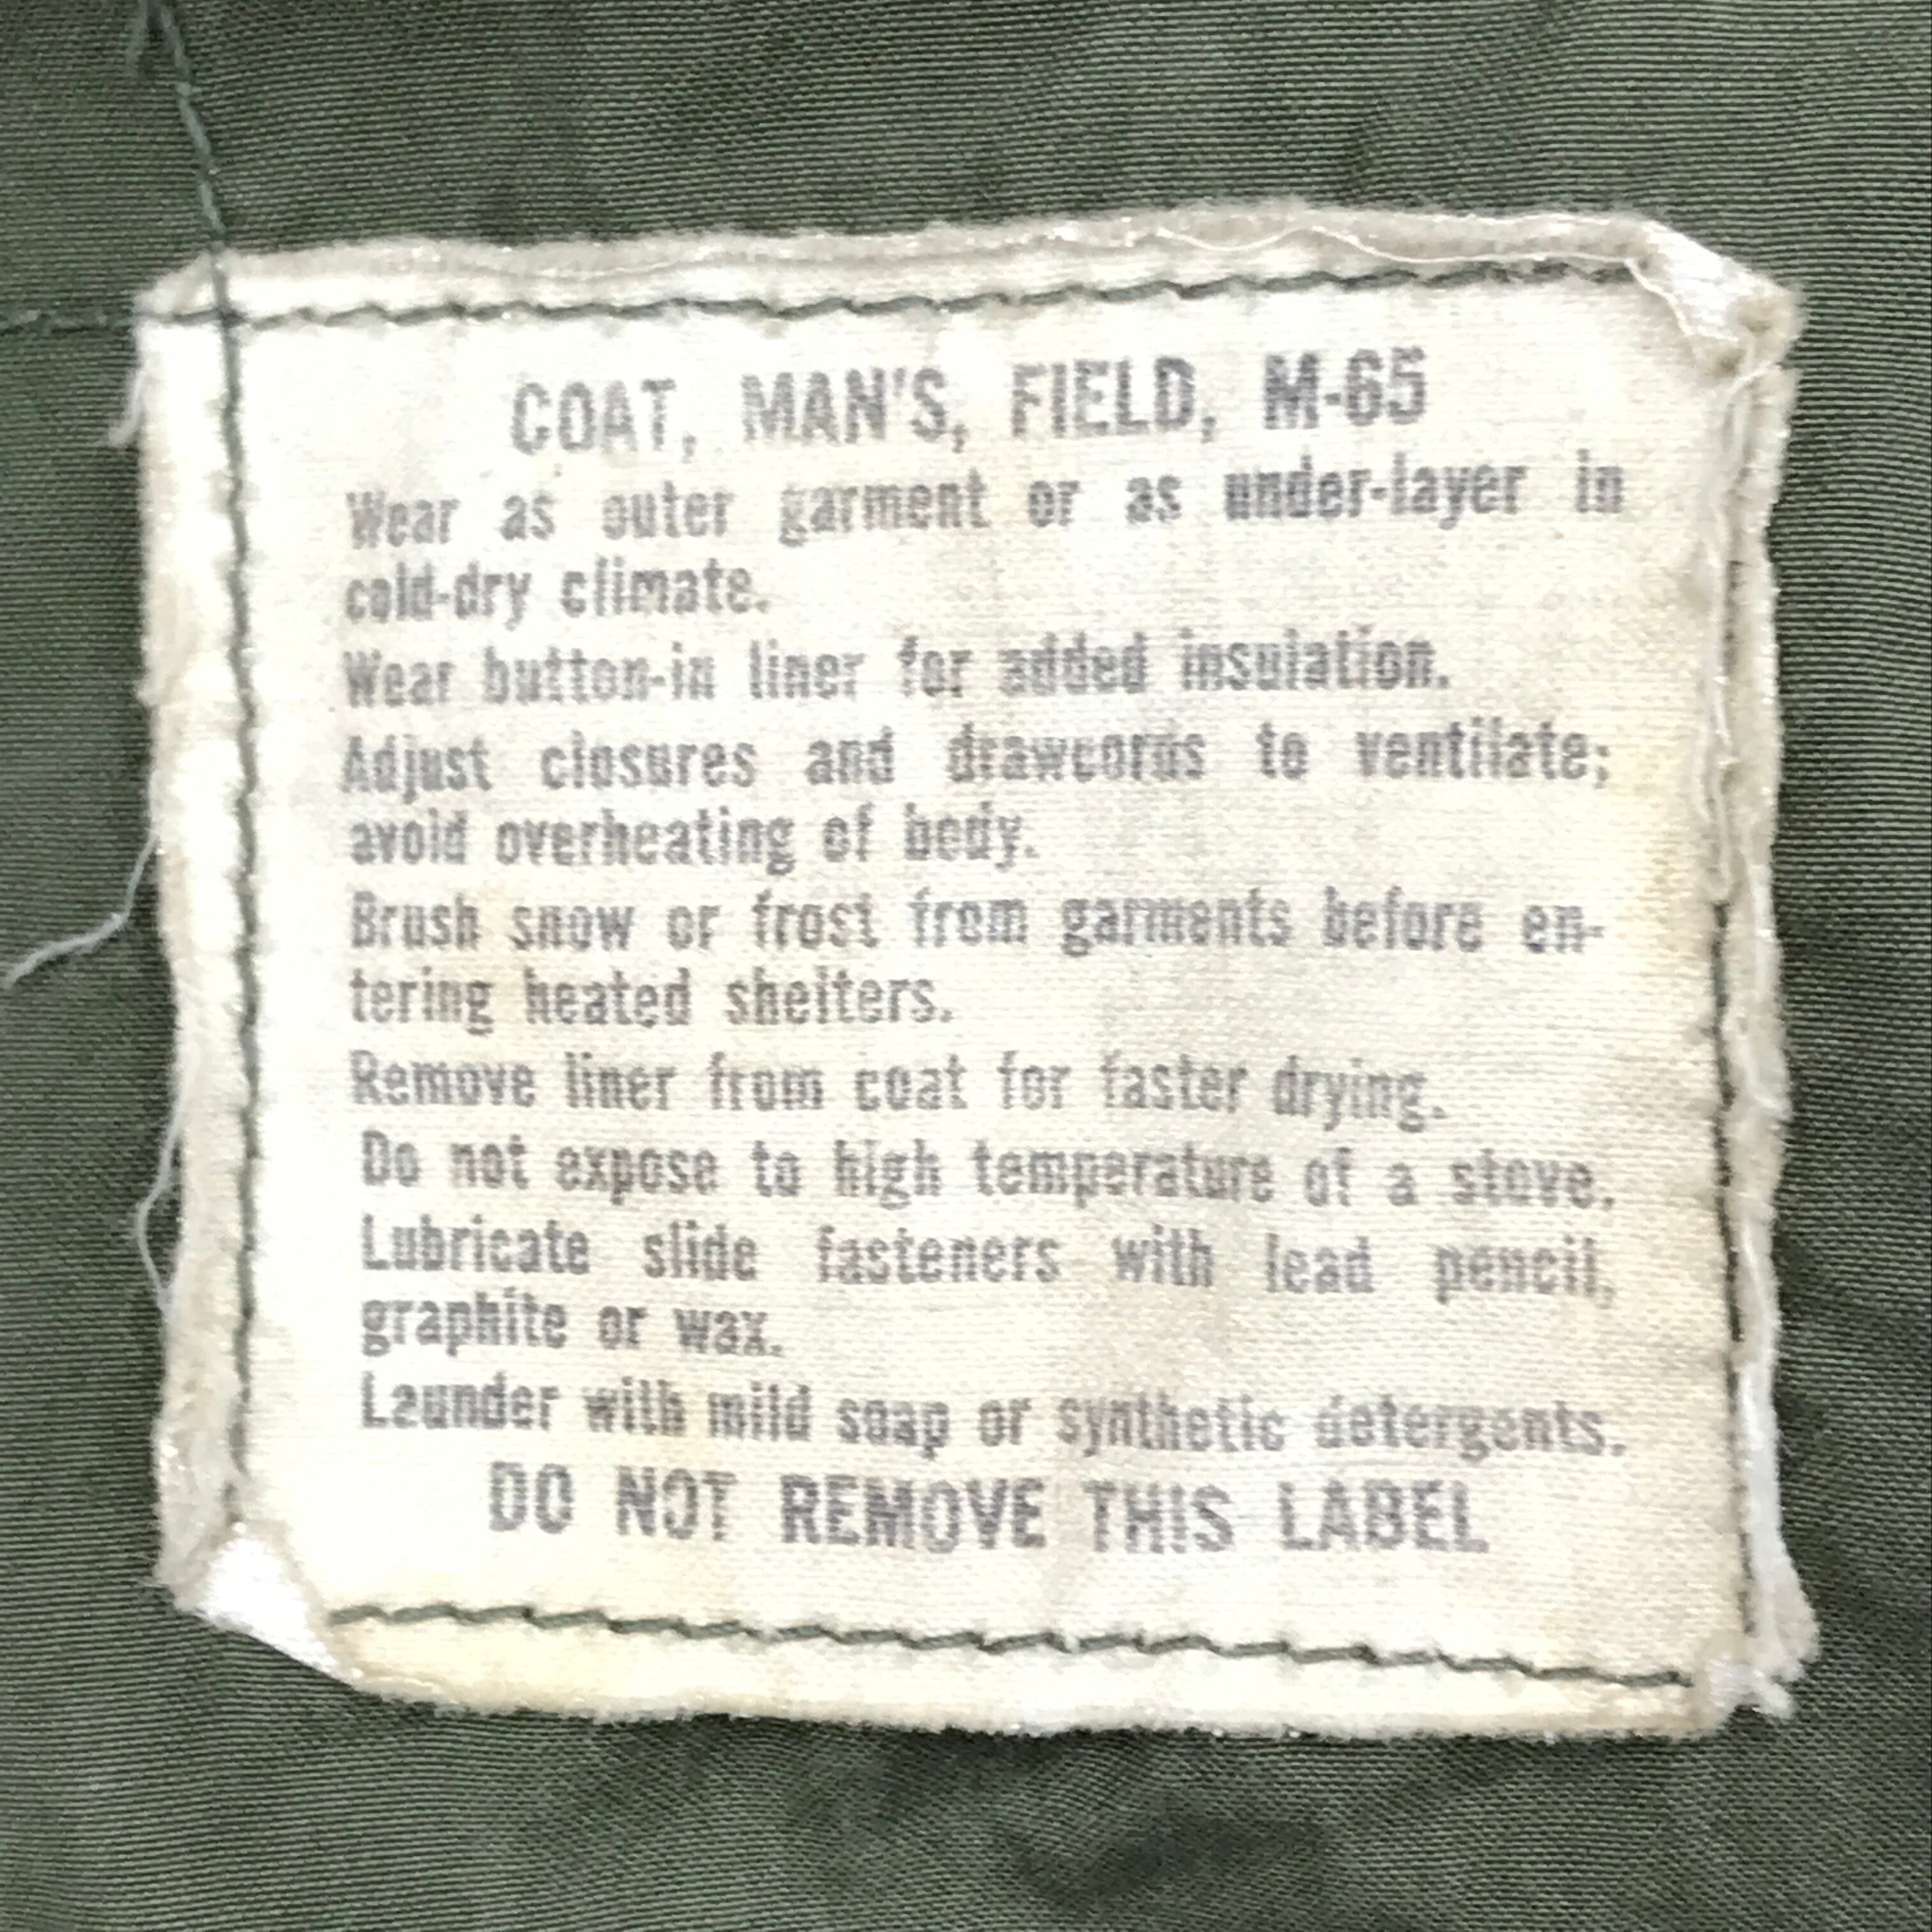 COAT, MAN'S, FIELD, M-65
Wear as outer garment or as under-layer in
cold-dry climate.
Wear button-in liner for added insulation.
Adjust closures and drawcords to ventilate;
avoid overheating of body.
Brush snow or frost from garments before en-
tering heated shelters.
Remove liner from coat for faster drying.
Do not expose to high temperature of a stove.
Lubricate slide fasteners with lead pencil,
graphite or wax.
Launder with mild soap or synthetic detergents.
DO NOT REMOVE THIS LABEL